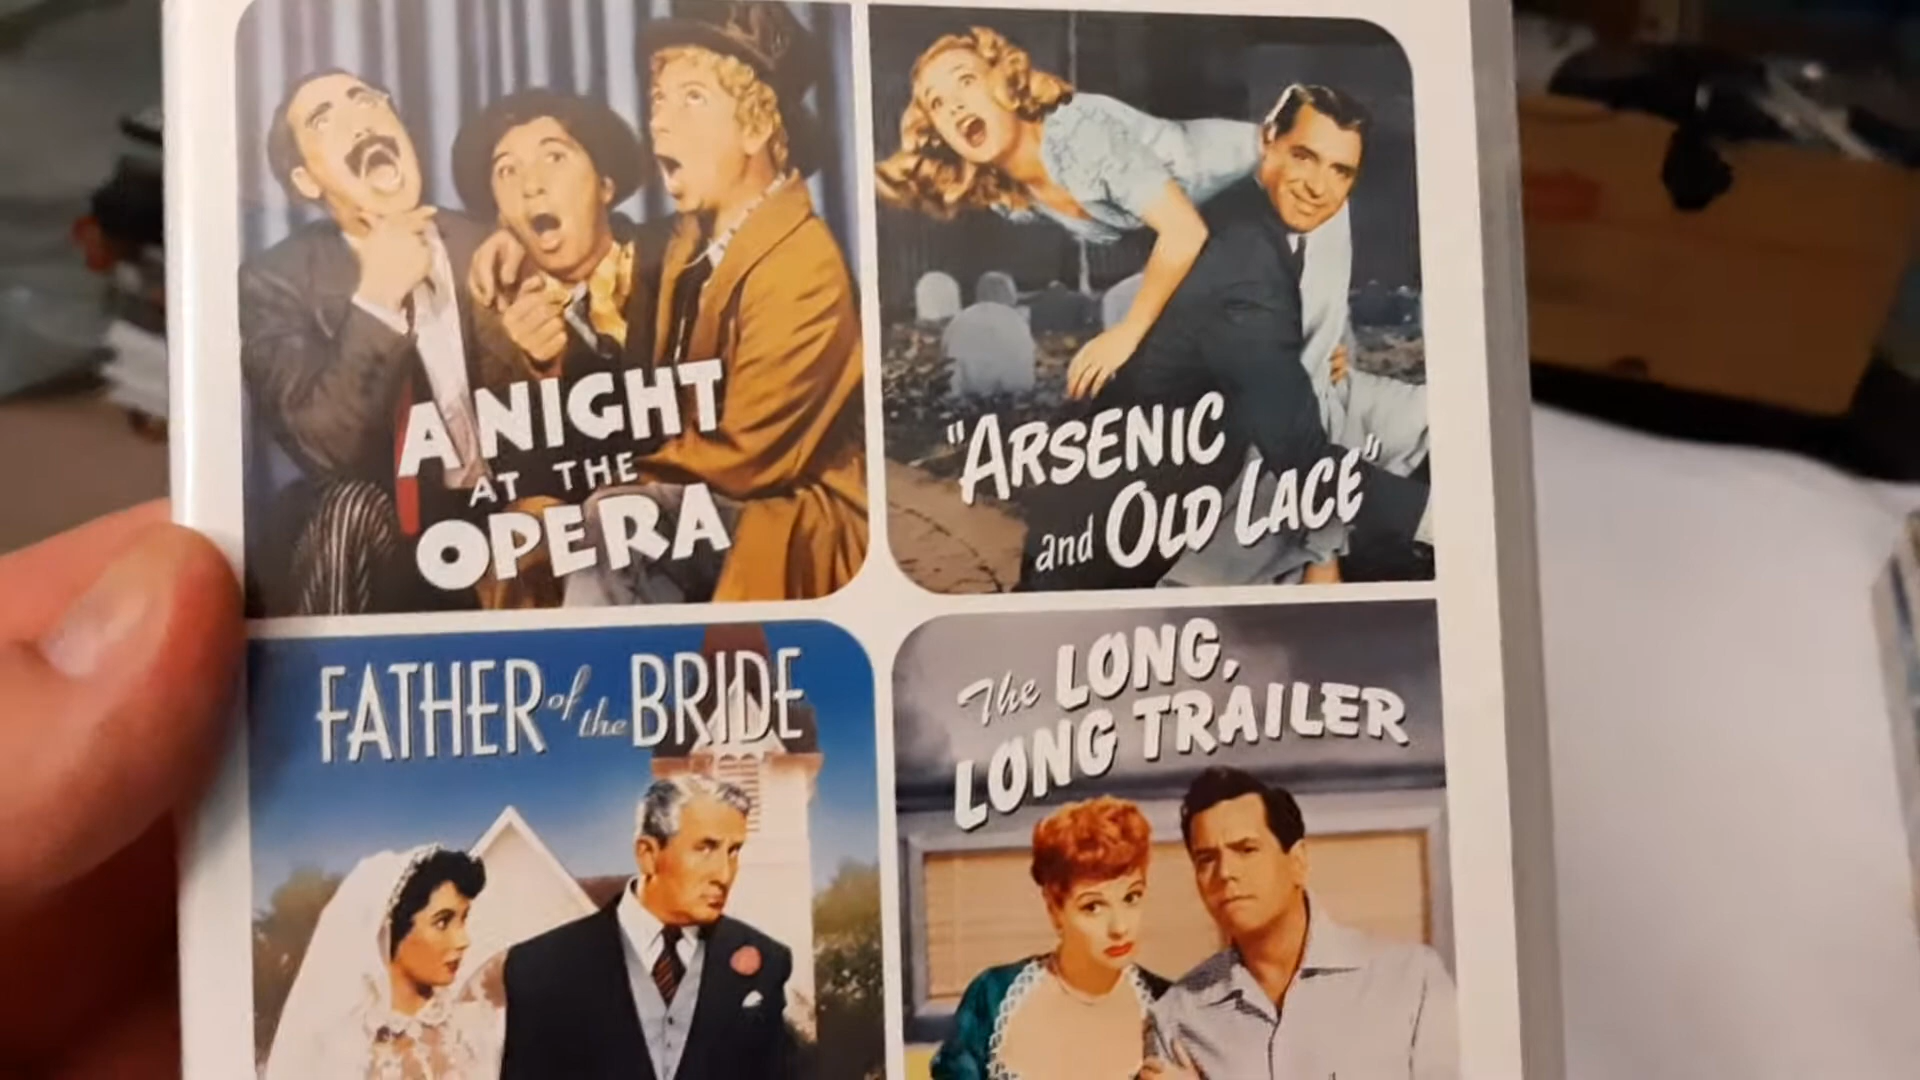 A NIGHT
AT THE
OPERA
"ARSENIC
and OLD LACE"
FATHER of the BRIDE
The LONG,
LONG TRAILER